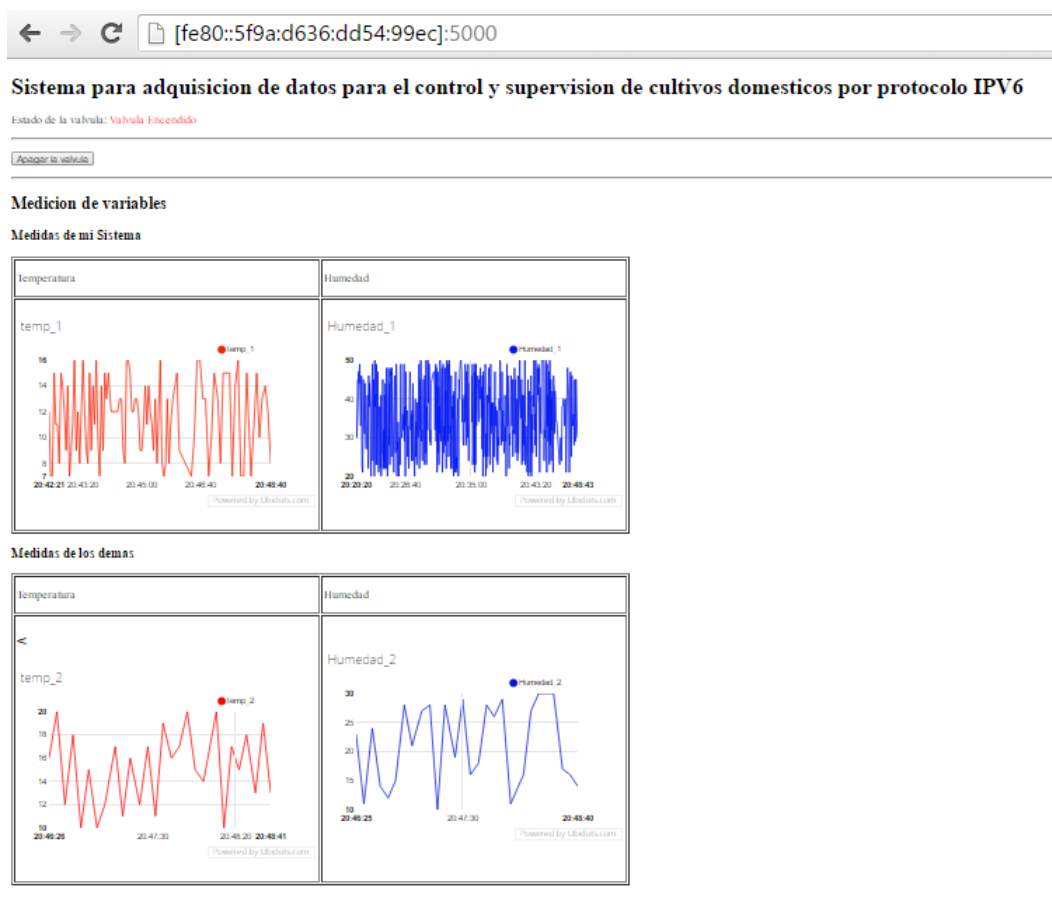 [fe80::5f9a:d636:dd54:99ec]:5000
Sistema para adquisicion de datos para el control y supervision de cultivos domesticos por protocolo IPV6
Estado de la valvula: Valvula Encendido
Apagar la valvula
Medicion de variables
Medidas de mi Sistema
Temperatura Humedad
temp_1 Humedad_1
temp_1 Humedad_1
16 50
14
12 40
10 30
8
7 20
20:42:21 20:43:20 20:45:00 20:46:40 20:48:40 20:20:20 20:26:40 20:35:00 20:43:20 20:48:43
Powered by Ubidots.com Powered by Ubidots.com
Medidas de los demas
Temperatura Humedad
<
temp_2 Humedad_2
temp_2 Humedad_2
20 30
18 25
16 20
14 15
12
10 10
20:46:26 20:47:30 20:48:20 20:48:41 20:46:25 20:47:30 20:48:40
Powered by Ubidots.com Powered by Ubidots.com